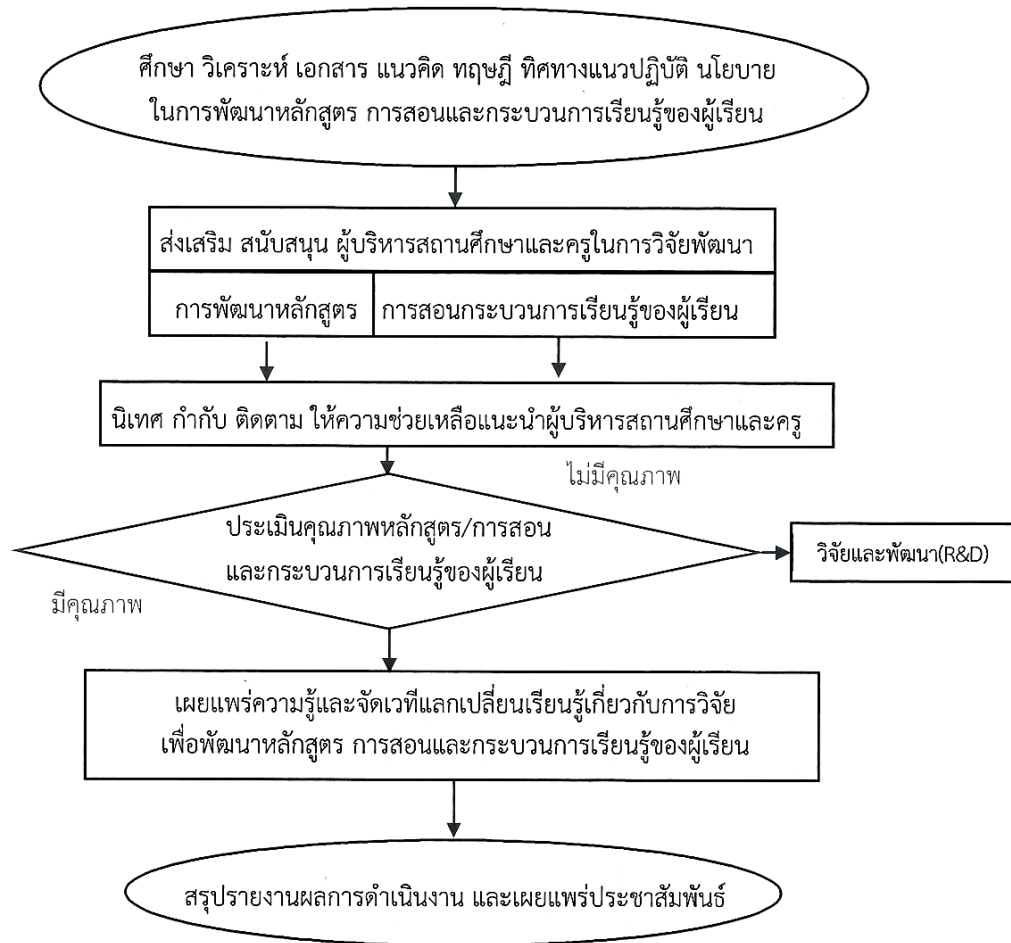 ศึกษา วิเคราะห์ เอกสาร แนวคิด ทฤษฎี ทิศทางแนวปฏิบัติ นโยบาย
ในการพัฒนาหลักสูตร การสอนและกระบวนการเรียนรู้ของผู้เรียน
ส่งเสริม สนับสนุน ผู้บริหารสถานศึกษาและครูในการวิจัยพัฒนา
การพัฒนาหลักสูตร
การสอนกระบวนการเรียนรู้ของผู้เรียน
นิเทศ กำกับ ติดตาม ให้ความช่วยเหลือแนะนำผู้บริหารสถานศึกษาและครู
ไม่มีคุณภาพ
ประเมินคุณภาพหลักสูตร/การสอน
และกระบวนการเรียนรู้ของผู้เรียน
วิจัยและพัฒนา(R&D)
มีคุณภาพ
เผยแพร่ความรู้และจัดเวทีแลกเปลี่ยนเรียนรู้เกี่ยวกับการวิจัย
เพื่อพัฒนาหลักสูตร การสอนและกระบวนการเรียนรู้ของผู้เรียน
สรุปรายงานผลการดำเนินงาน และเผยแพร่ประชาสัมพันธ์